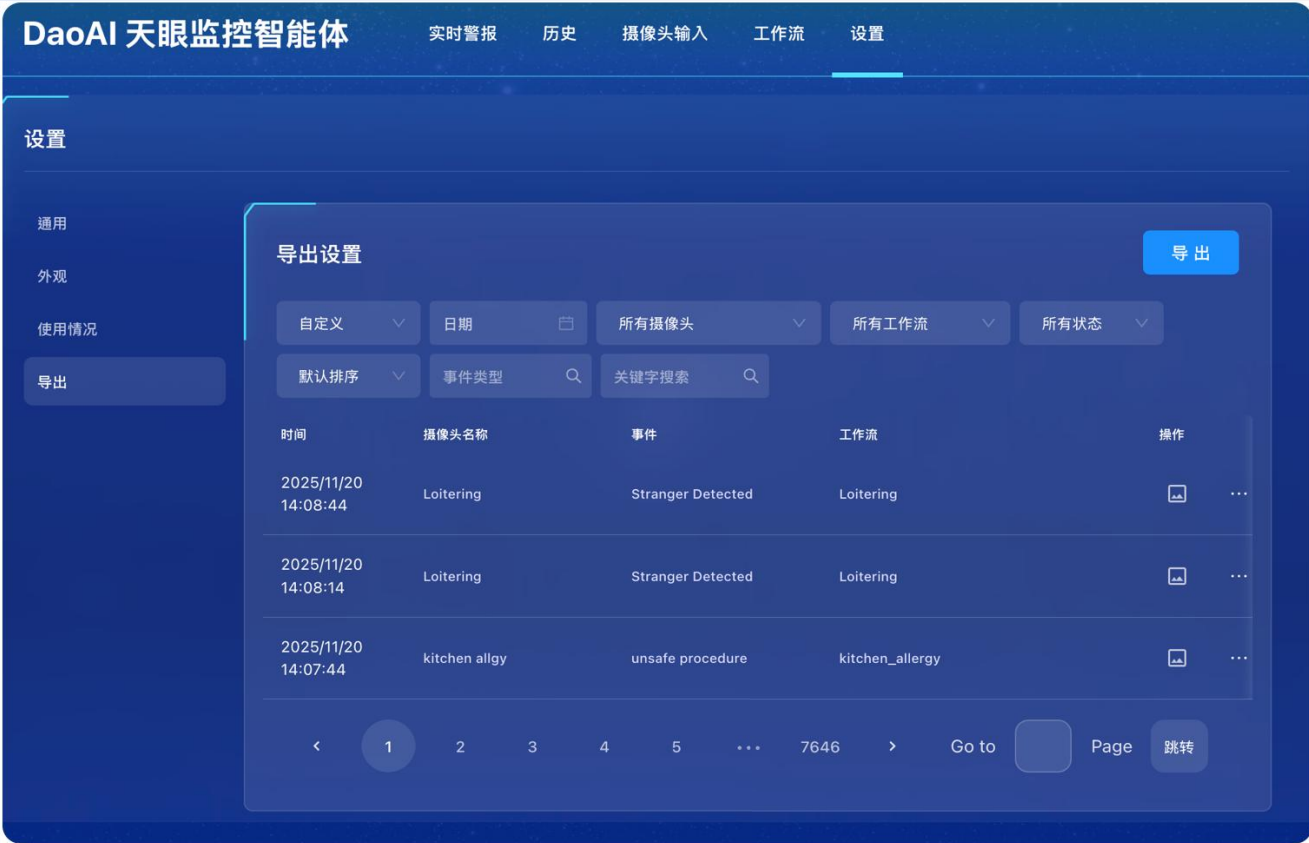 DaoAI 天眼监控智能体
实时警报 历史 摄像头输入 工作流 设置
设置
通用
外观
使用情况
导出
导出设置
导出
自定义 日期 所有摄像头 所有工作流 所有状态
默认排序 事件类型 关键字搜索
时间 摄像头名称 事件 工作流 操作
2025/11/20
14:08:44
Loitering Stranger Detected Loitering
2025/11/20
14:08:14
Loitering Stranger Detected Loitering
2025/11/20
14:07:44
kitchen allgy unsafe procedure kitchen_allergy
1 2 3 4 5 ••• 7646 Go to Page 跳转